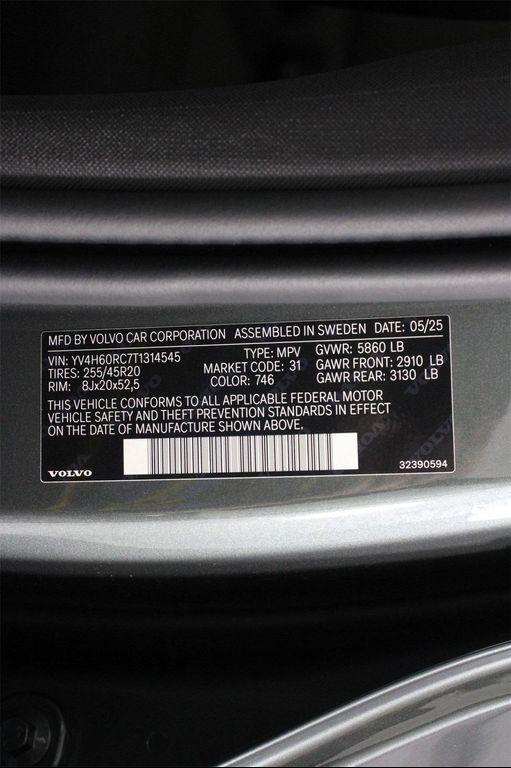 MFD BY VOLVO CAR CORPORATION ASSEMBLED IN SWEDEN DATE: 05/25
VIN: YV4H60RC7T1314545 TYPE: MPV GVWR: 5860 LB
TIRES: 255/45R20 MARKET CODE: 31 GAWR FRONT: 2910 LB
RIM: 8Jx20x52,5 COLOR: 746 GAWR REAR: 3130 LB
THIS VEHICLE CONFORMS TO ALL APPLICABLE FEDERAL MOTOR
VEHICLE SAFETY AND THEFT PREVENTION STANDARDS IN EFFECT
ON THE DATE OF MANUFACTURE SHOWN ABOVE.
VOLVO 32390594